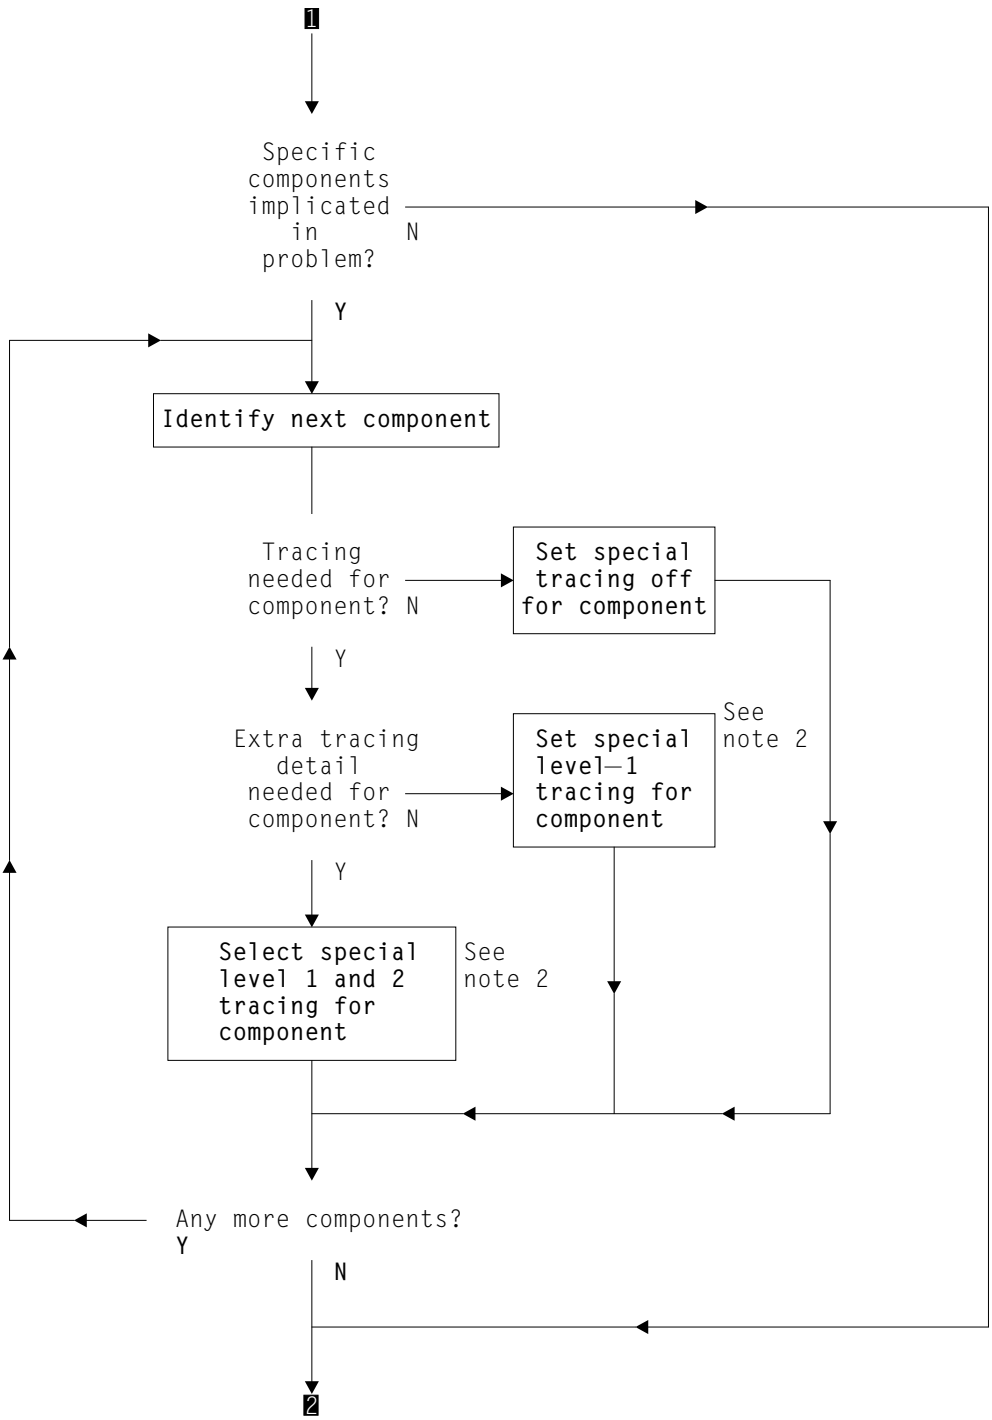 1
Specific
components
implicated
in N
problem?
Y
Identify next component
Tracing
needed for
component? N
Set special
tracing off
for component
Y
Extra tracing
detail
needed for
component? N
Set special
level—1
tracing for
component
See
note 2
Y
Select special
level 1 and 2
tracing for
component
See
note 2
Any more components?
Y
N
2